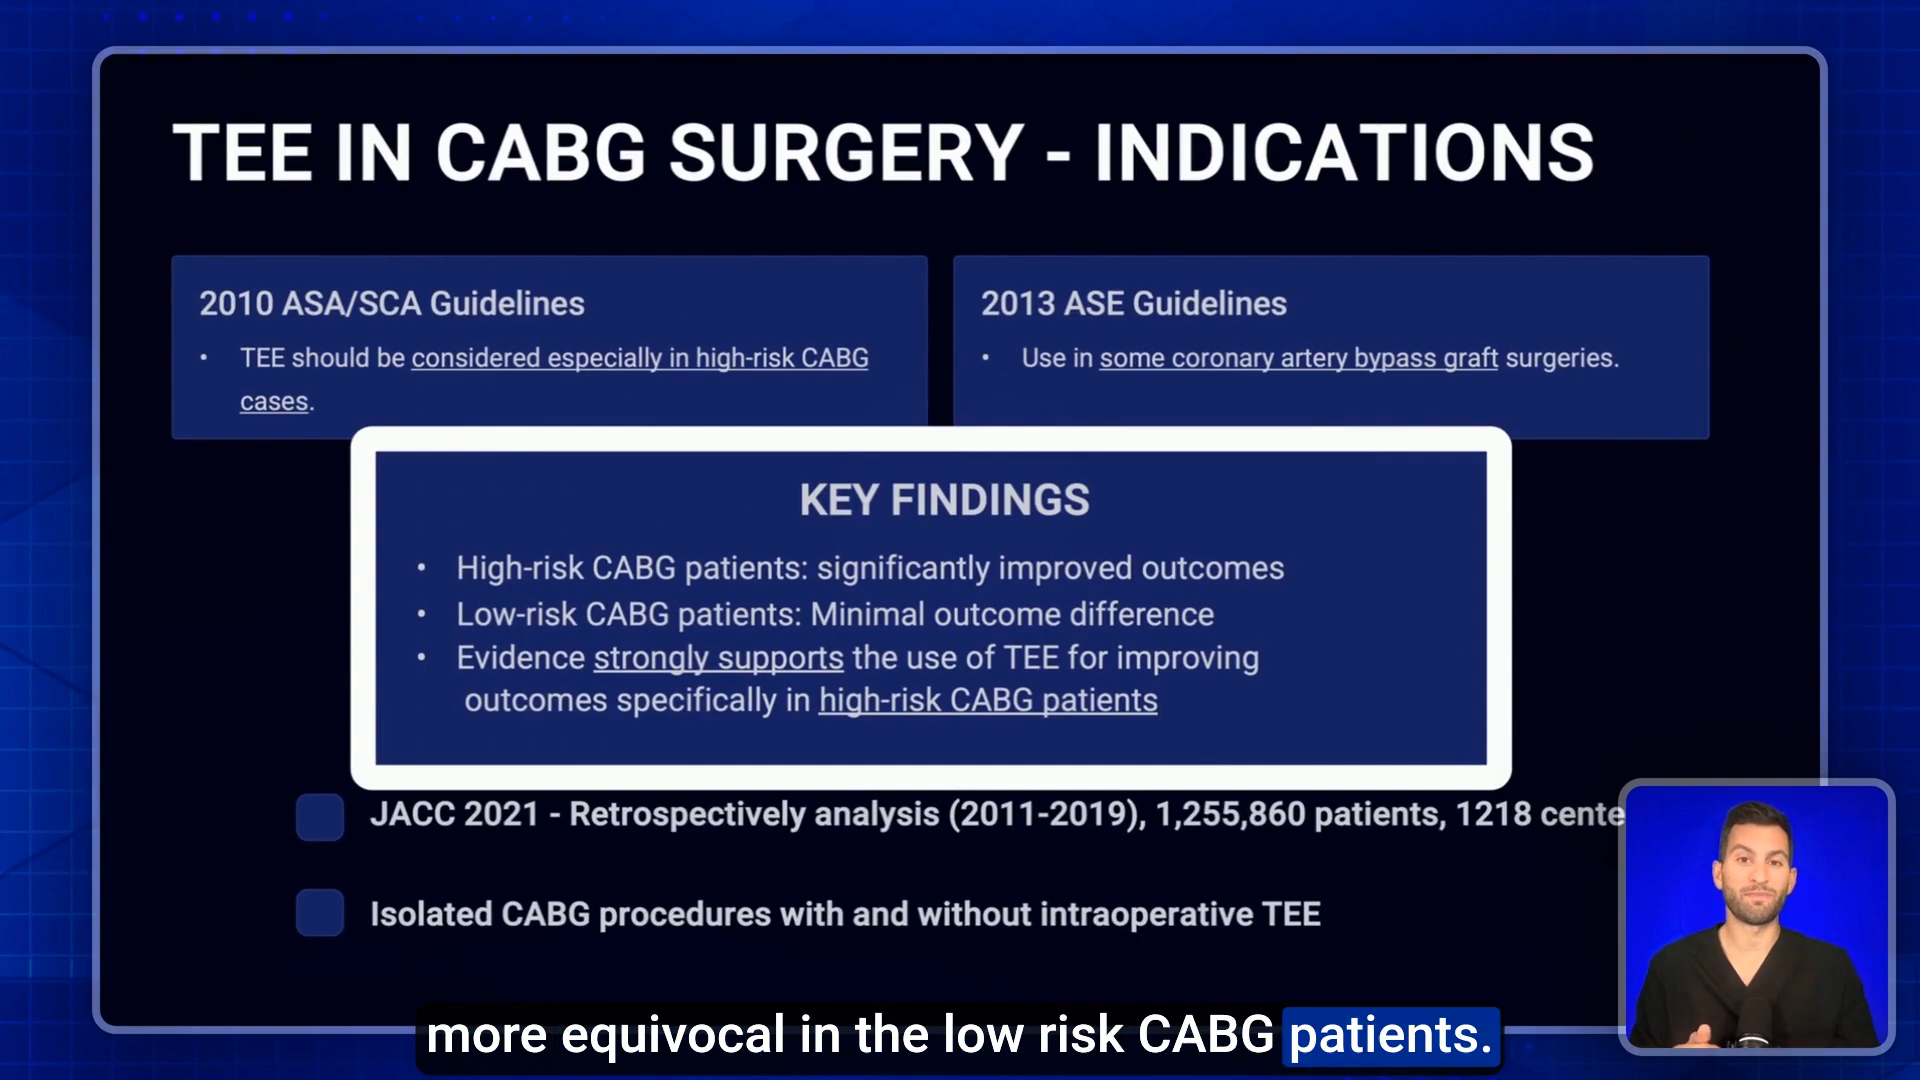 TEE IN CABG SURGERY - INDICATIONS
2010 ASA/SCA Guidelines
• TEE should be considered especially in high-risk CABG
cases.
2013 ASE Guidelines
• Use in some coronary artery bypass graft surgeries.
KEY FINDINGS
• High-risk CABG patients: significantly improved outcomes
• Low-risk CABG patients: Minimal outcome difference
• Evidence strongly supports the use of TEE for improving
outcomes specifically in high-risk CABG patients
JACC 2021 - Retrospectively analysis (2011-2019), 1,255,860 patients, 1218 cente
Isolated CABG procedures with and without intraoperative TEE
more equivocal in the low risk CABG patients.